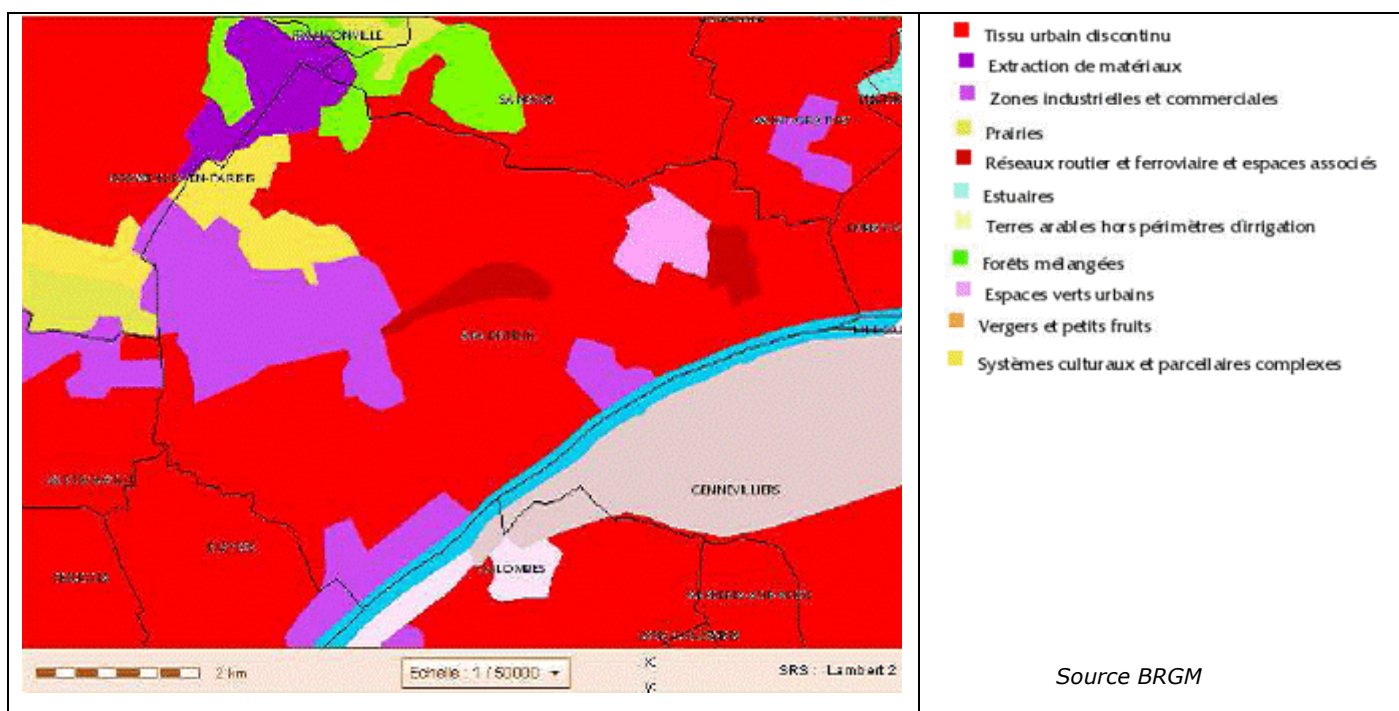 FRANCONVILLE
SANNOIS
CORMEILLES-EN-PARISIS
ARGENTEUIL
GENNEVILLIERS
COLOMBES
BEZONS
2 km
Echelle : 1 / 50000
X:
Y:
SRS : Lambert 2
Tissu urbain discontinu
Extraction de matériaux
Zones industrielles et commerciales
Prairies
Réseaux routier et ferroviaire et espaces associés
Estuaires
Terres arables hors périmètres d'irrigation
Forêts mélangées
Espaces verts urbains
Vergers et petits fruits
Systèmes culturaux et parcellaires complexes
Source BRGM